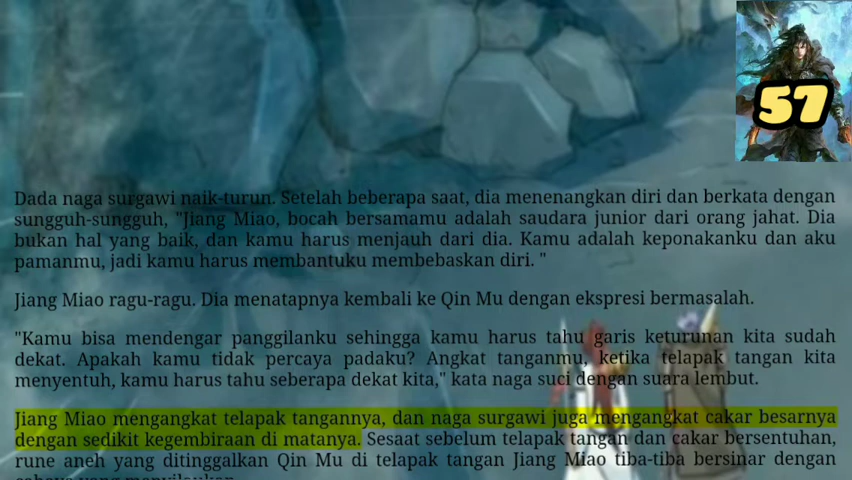 57
Dada naga surgawi naik-turun. Setelah beberapa saat, dia menenangkan diri dan berkata dengan
sungguh-sungguh, "Jiang Miao, bocah bersamamu adalah saudara junior dari orang jahat. Dia
bukan hal yang baik, dan kamu harus menjauh dari dia. Kamu adalah keponakanku dan aku
pamanmu, jadi kamu harus membantuku membebaskan diri. "
Jiang Miao ragu-ragu. Dia menatapnya kembali ke Qin Mu dengan ekspresi bermasalah.
"Kamu bisa mendengar panggilanku sehingga kamu harus tahu garis keturunan kita sudah
dekat. Apakah kamu tidak percaya padaku? Angkat tanganmu, ketika telapak tangan kita
menyentuh, kamu harus tahu seberapa dekat kita," kata naga suci dengan suara lembut.
Jiang Miao mengangkat telapak tangannya, dan naga surgawi juga mengangkat cakar besarnya
dengan sedikit kegembiraan di matanya. Sesaat sebelum telapak tangan dan cakar bersentuhan,
rune aneh yang ditinggalkan Qin Mu di telapak tangan Jiang Miao tiba-tiba bersinar dengan